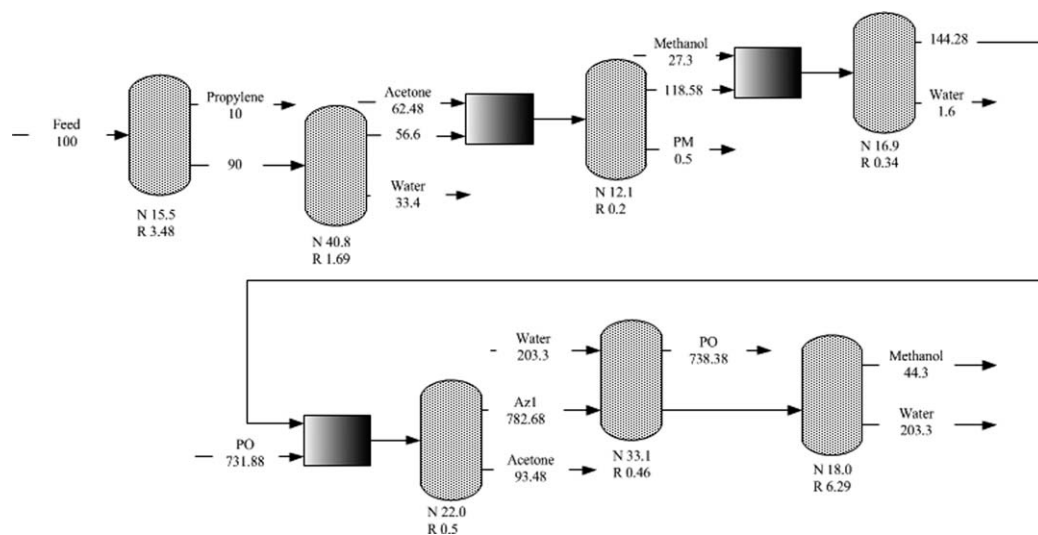 Feed
100
Propylene
10
90
N 15.5
R 3.48
Acetone
62.48
56.6
Water
33.4
N 40.8
R 1.69
Methanol
27.3
118.58
PM
0.5
N 12.1
R 0.2
144.28
Water
1.6
N 16.9
R 0.34
PO
731.88
Az1
782.68
Acetone
93.48
N 22.0
R 0.5
Water
203.3
PO
738.38
N 33.1
R 0.46
Methanol
44.3
Water
203.3
N 18.0
R 6.29